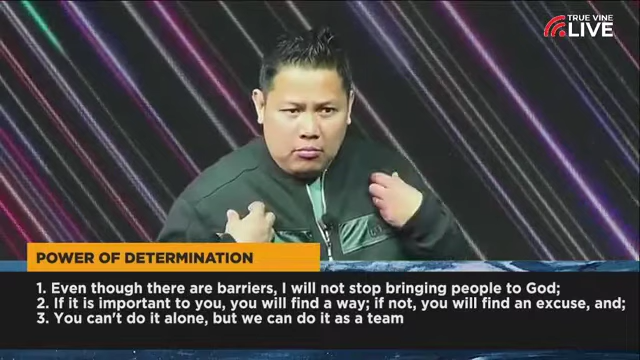 TRUE VINE
LIVE
POWER OF DETERMINATION
1. Even though there are barriers, I will not stop bringing people to God;
2. If it is important to you, you will find a way; if not, you will find an excuse, and;
3. You can't do it alone, but we can do it as a team